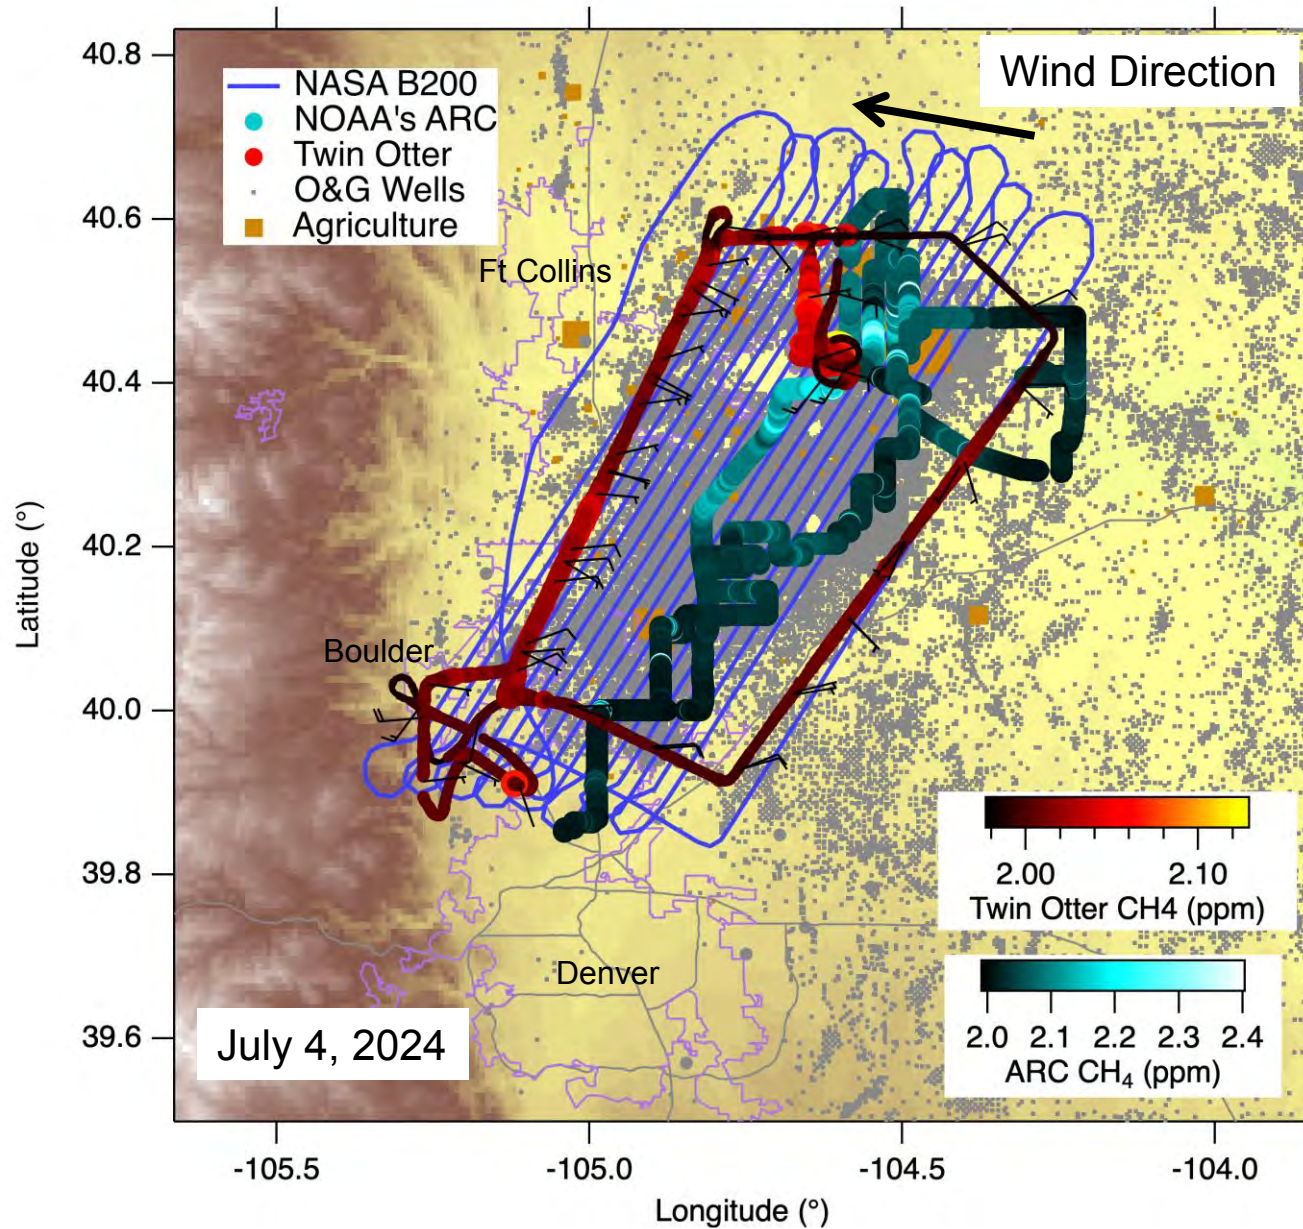 Wind Direction
NASA B200
NOAA's ARC
Twin Otter
O&G Wells
Agriculture
Ft Collins
Boulder
Denver
July 4, 2024
2.00 2.10
Twin Otter CH4 (ppm)
2.0 2.1 2.2 2.3 2.4
ARC CH₄ (ppm)
40.8
40.6
40.4
40.2
40.0
39.8
39.6
Latitude (°)
-105.5 -105.0 -104.5 -104.0
Longitude (°)